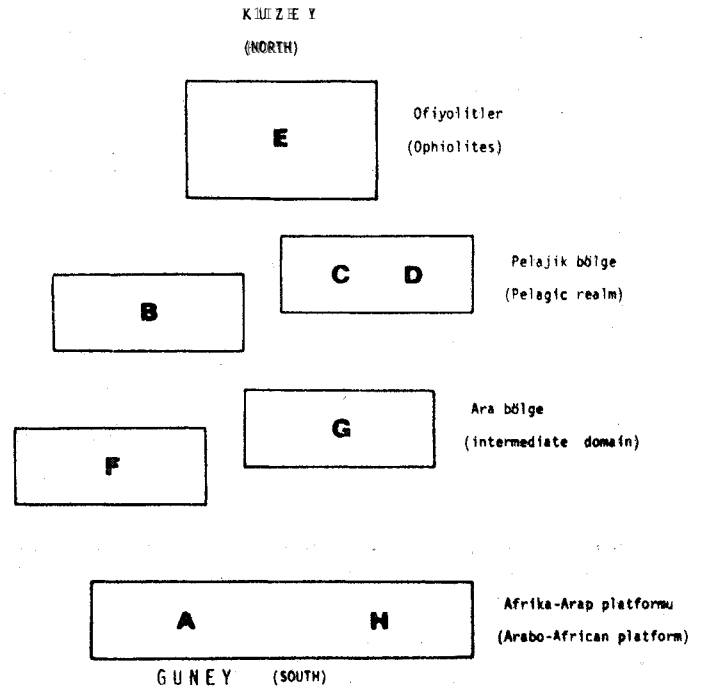 KUZEY
(NORTH)
E
Ofiyolitler
(Ophiolites)
C D
Pelajik bölge
(Pelagic realm)
B
G
Ara bölge
(intermediate domain)
F
A H
Afrika-Arap platformu
(Arabo-African platform)
GUNEY (SOUTH)